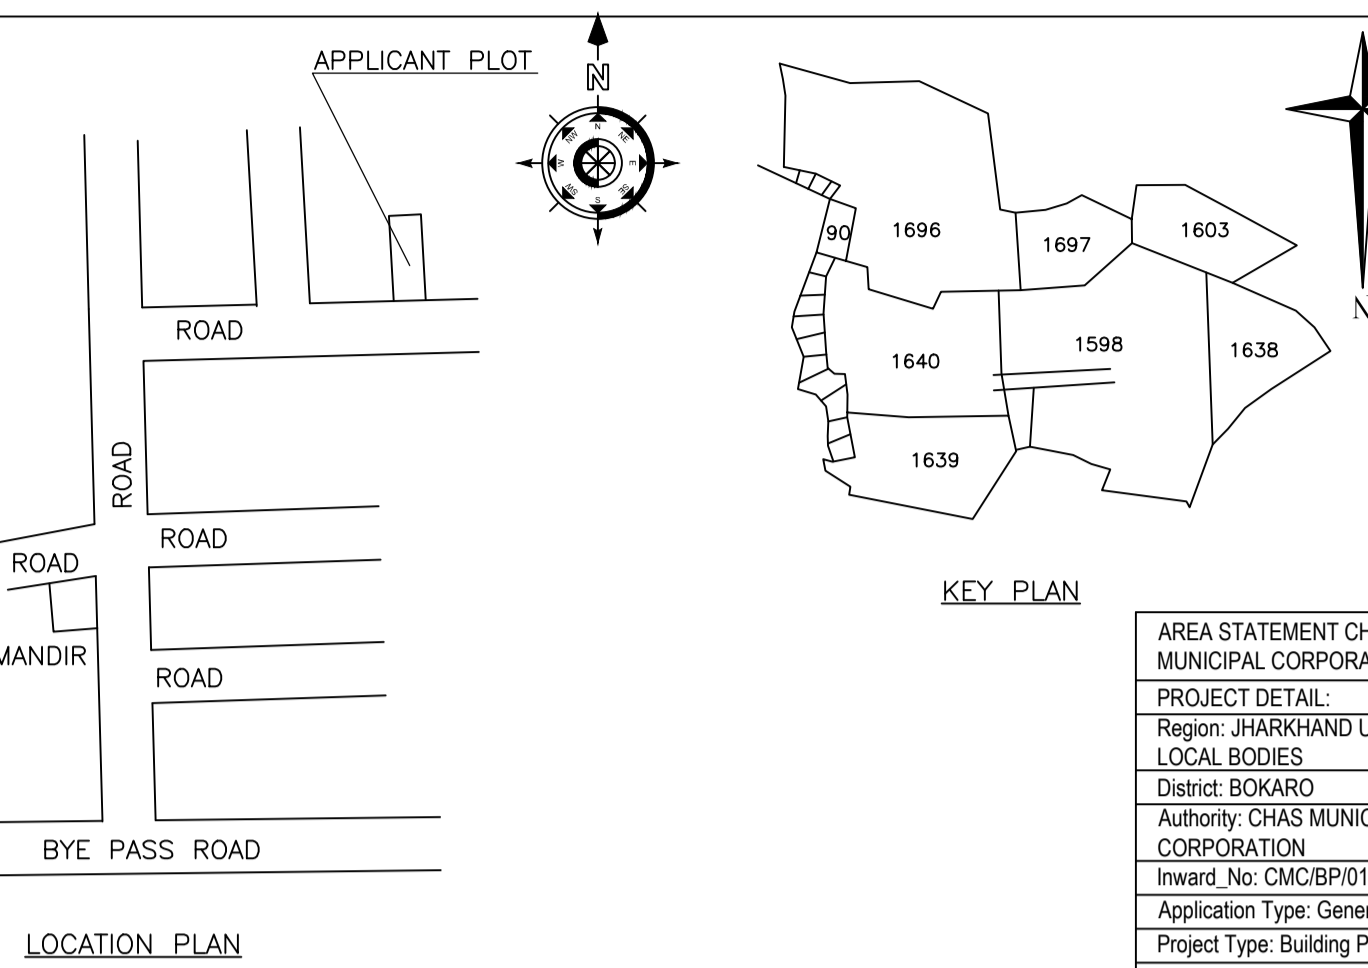 APPLICANT PLOT
N
N
NE
E
SE
S
SW
W
NW
ROAD
ROAD
ROAD
ROAD
MANDIR
ROAD
BYE PASS ROAD
LOCATION PLAN
1696
90
1697
1603
1640
1598
1638
1639
N
KEY PLAN
AREA STATEMENT CH
MUNICIPAL CORPORA
PROJECT DETAIL:
Region: JHARKHAND U
LOCAL BODIES
District: BOKARO
Authority: CHAS MUNIC
CORPORATION
Inward_No: CMC/BP/01
Application Type: Gener
Project Type: Building P